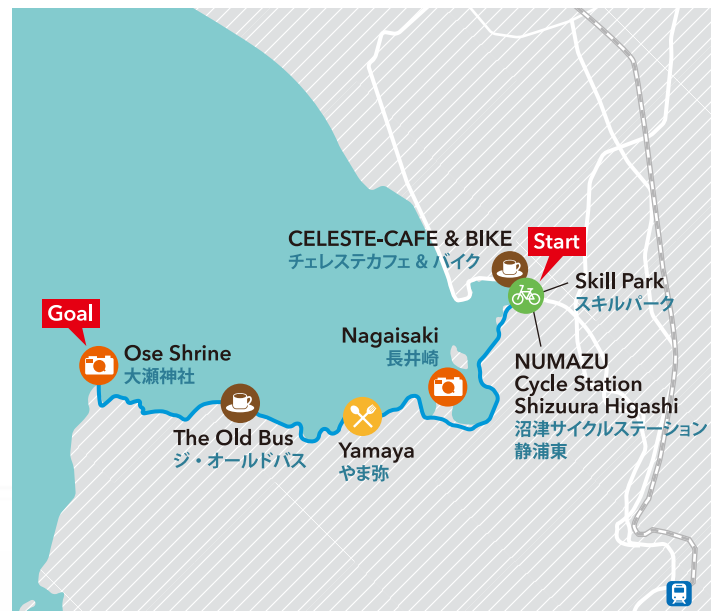 CELESTE-CAFE & BIKE
チェレステカフェ & バイク
Start
Skill Park
スキルパーク
NUMAZU
Cycle Station
Shizuura Higashi
沼津サイクルステーション
静浦東
Nagaisaki
長井崎
Goal
Ose Shrine
大瀬神社
The Old Bus
ジ・オールドバス
Yamaya
やま弥